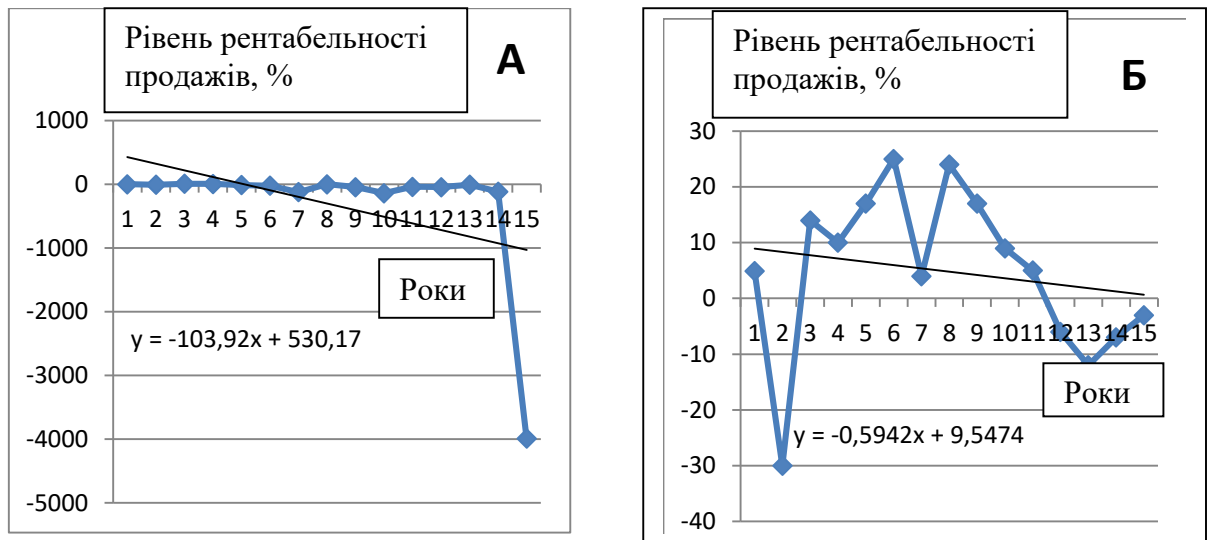 Рівень рентабельності
продажів, %
А
1000
0
1 2 3 4 5 6 7 8 9 10 11 12 13 14 15
-1000
Роки
-2000
y = -103,92x + 530,17
-3000
-4000
-5000
Рівень рентабельності
продажів, %
Б
30
20
10
0
1 2 3 4 5 6 7 8 9 10 11 12 13 14 15
-10
Роки
-20
y = -0,5942x + 9,5474
-30
-40